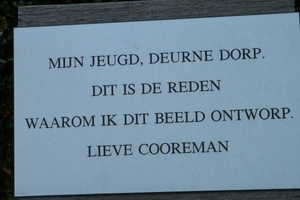 MIJN JEUGD, DEURNE DORP.
DIT IS DE REDEN
WAAROM IK DIT BEELD ONTWORP.
LIEVE COOREMAN